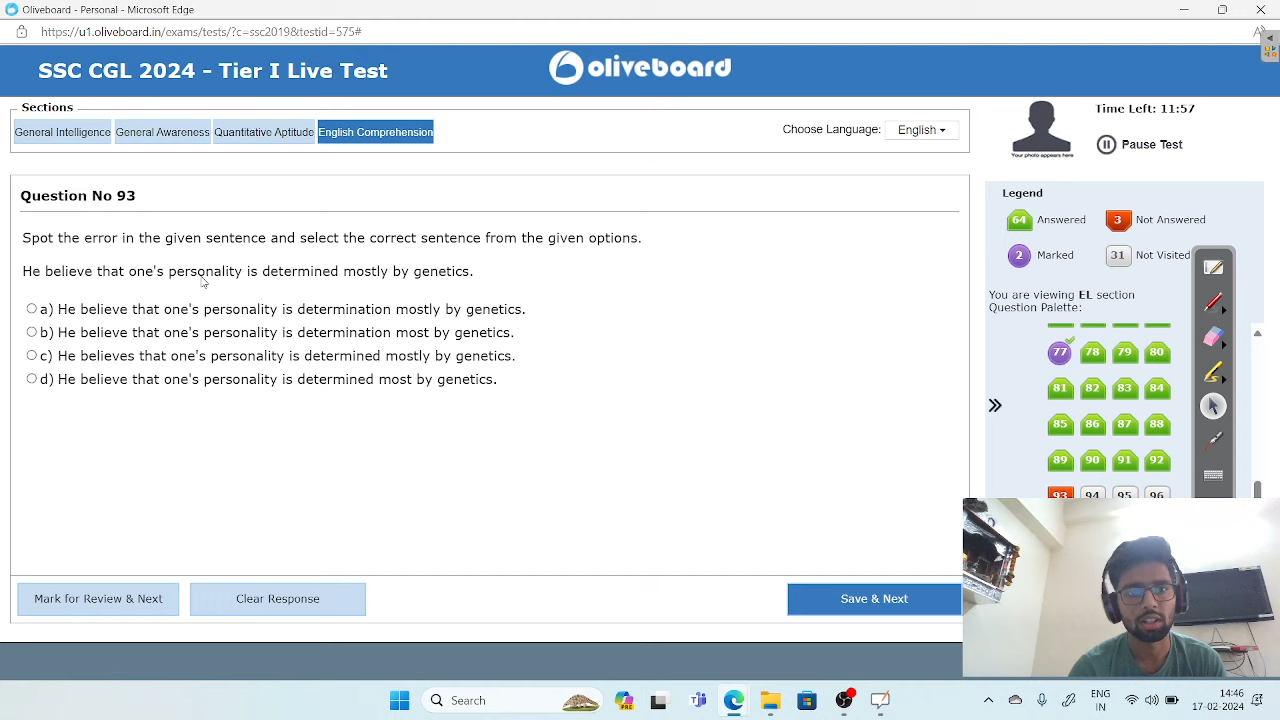 Oliveboard - Personal - Microsoft Edge
https://u1.oliveboard.in/exams/tests/?c=ssc2019&testid=575#
SSC CGL 2024 - Tier I Live Test
oliveboard
Sections
General Intelligence General Awareness Quantitative Aptitude English Comprehension
Choose Language: English
Your photo appears here
Time Left: 11:57
Pause Test
Question No 93
Spot the error in the given sentence and select the correct sentence from the given options.
He believe that one's personality is determined mostly by genetics.
a) He believe that one's personality is determination mostly by genetics.
b) He believe that one's personality is determination most by genetics.
c) He believes that one's personality is determined mostly by genetics.
d) He believe that one's personality is determined most by genetics.
Legend
64 Answered 3 Not Answered
2 Marked 31 Not Visited
You are viewing EL section
Question Palette:
77 78 79 80
81 82 83 84
85 86 87 88
89 90 91 92
93 94 95 96
Mark for Review & Next
Clear Response
Save & Next
Search
PRE
ENG
IN
14:46
17-02-2024